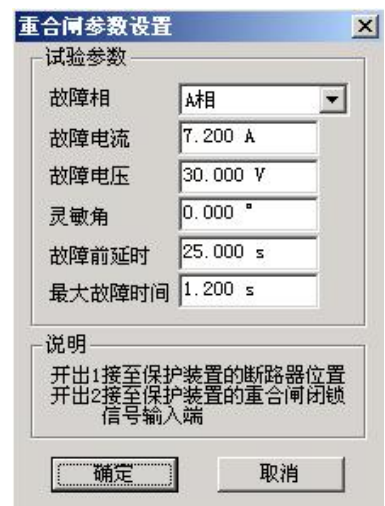 重合闸参数设置
试验参数
故障相 A相
故障电流 7.200 A
故障电压 30.000 V
灵敏角 0.000 °
故障前延时 25.000 s
最大故障时间 1.200 s
说明
开出1接至保护装置的断路器位置
开出2接至保护装置的重合闸闭锁
信号输入端
确定 取消